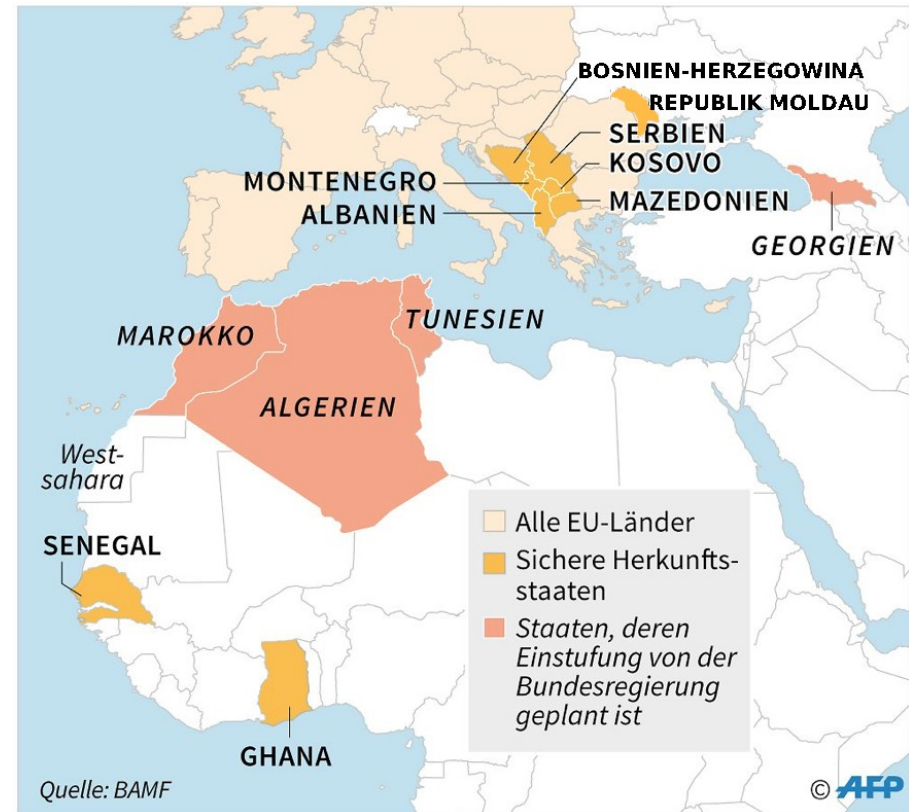 BOSNIEN-HERZEGOWINA
REPUBLIK MOLDAU
SERBIEN
KOSOVO
MONTENEGRO
MAZEDONIEN
ALBANIEN
GEORGIEN
TUNESIEN
MAROKKO
ALGERIEN
West-
sahara
SENEGAL
GHANA
Alle EU-Länder
Sichere Herkunfts-
staaten
Staaten, deren
Einstufung von der
Bundesregierung
geplant ist
Quelle: BAMF
© AFP